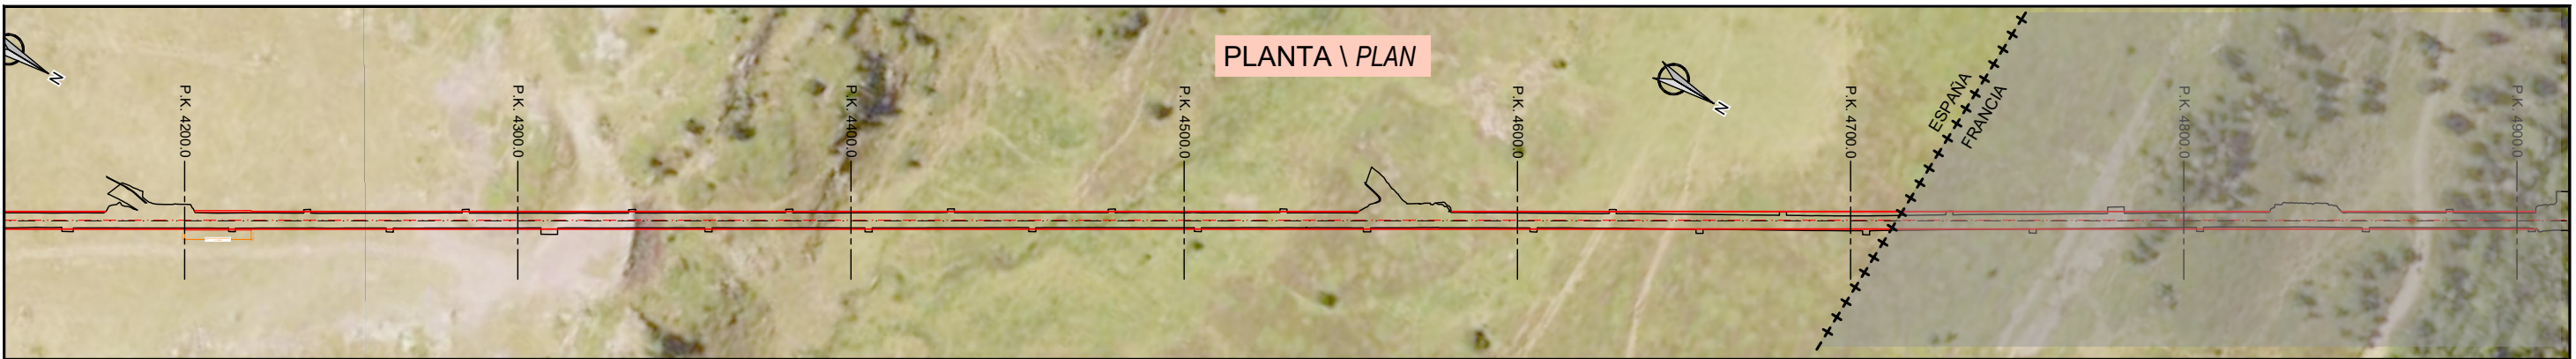 PLANTA \ PLAN
N
N
P.K. 4200.0
P.K. 4300.0
P.K. 4400.0
P.K. 4500.0
P.K. 4600.0
P.K. 4700.0
ESPAÑA
FRANCIA
P.K. 4800.0
P.K. 4900.0